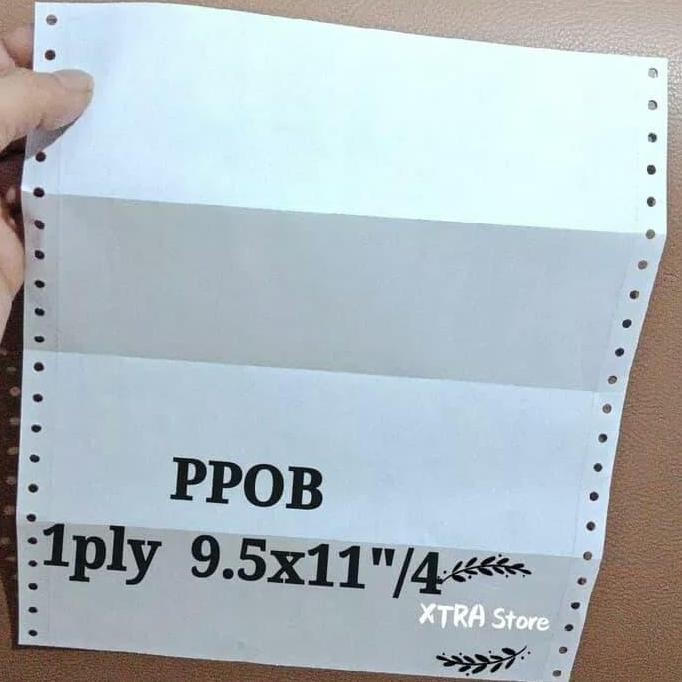 PPOB
1ply 9.5x11"/4
XTRA Store